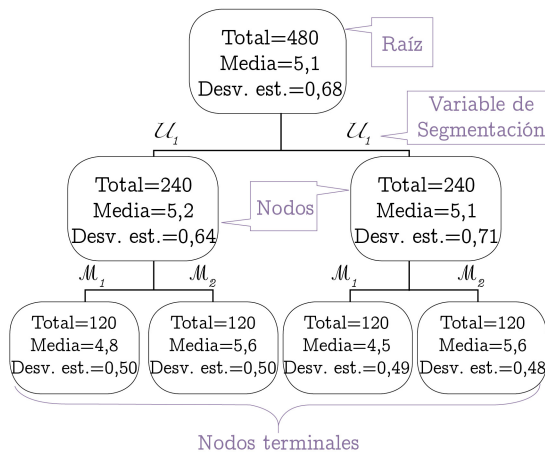 Total=480
Media=5,1
Desv. est.=0,68
Raíz
𝒰₁
𝒰₁
Variable de
Segmentación
Total=240
Media=5,2
Desv. est.=0,64
Nodos
Total=240
Media=5,1
Desv. est.=0,71
ℳ₁
ℳ₂
ℳ₁
ℳ₂
Total=120
Media=4,8
Desv. est.=0,50
Total=120
Media=5,6
Desv. est.=0,50
Total=120
Media=4,5
Desv. est.=0,49
Total=120
Media=5,6
Desv. est.=0,48
Nodos terminales